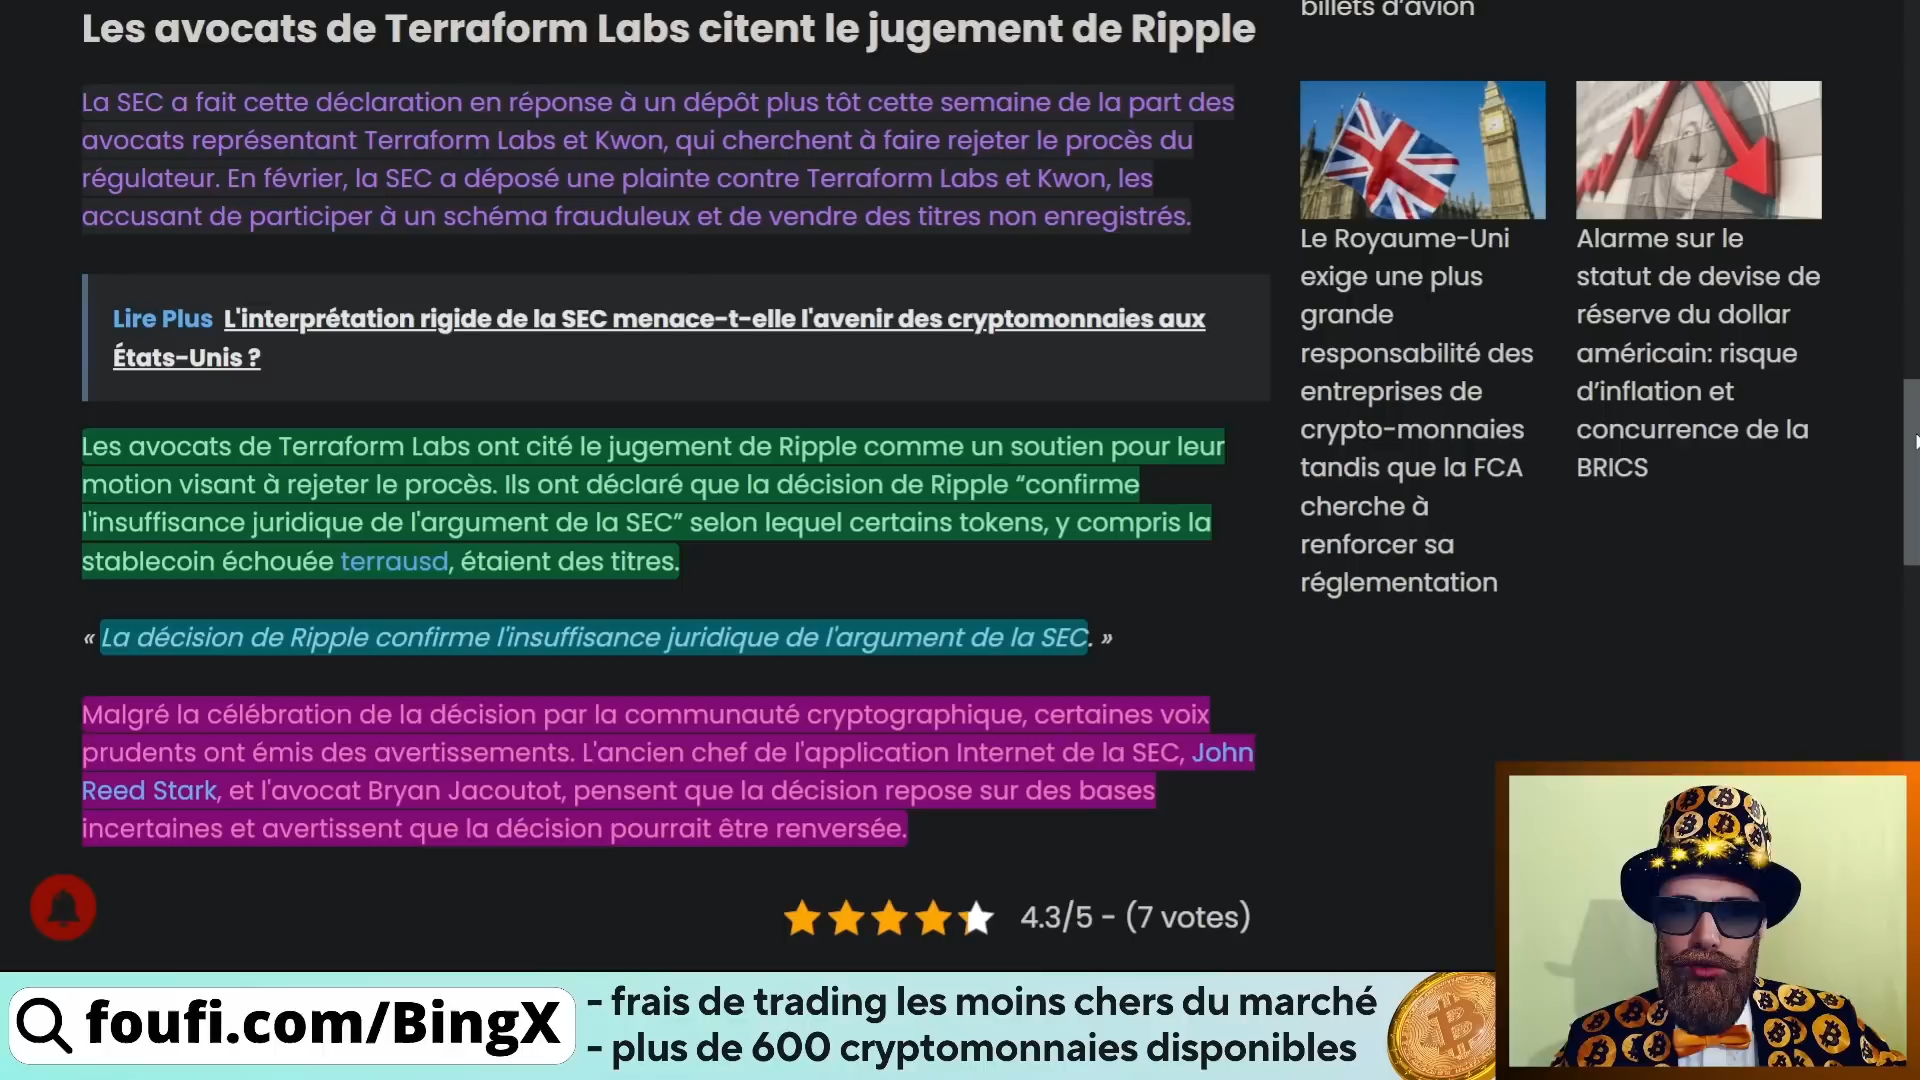 Les avocats de Terraform Labs citent le jugement de Ripple
La SEC a fait cette déclaration en réponse à un dépôt plus tôt cette semaine de la part des
avocats représentant Terraform Labs et Kwon, qui cherchent à faire rejeter le procès du
régulateur. En février, la SEC a déposé une plainte contre Terraform Labs et Kwon, les
accusant de participer à un schéma frauduleux et de vendre des titres non enregistrés.
Lire Plus L'interprétation rigide de la SEC menace-t-elle l'avenir des cryptomonnaies aux
États-Unis ?
Les avocats de Terraform Labs ont cité le jugement de Ripple comme un soutien pour leur
motion visant à rejeter le procès. Ils ont déclaré que la décision de Ripple “confirme
l'insuffisance juridique de l'argument de la SEC” selon lequel certains tokens, y compris la
stablecoin échouée terrausd, étaient des titres.
« La décision de Ripple confirme l'insuffisance juridique de l'argument de la SEC. »
Malgré la célébration de la décision par la communauté cryptographique, certaines voix
prudents ont émis des avertissements. L'ancien chef de l'application Internet de la SEC, John
Reed Stark, et l'avocat Bryan Jacoutot, pensent que la décision repose sur des bases
incertaines et avertissent que la décision pourrait être renversée.
4.3/5 - (7 votes)
billets d'avion
Le Royaume-Uni
exige une plus
grande
responsabilité des
entreprises de
crypto-monnaies
tandis que la FCA
cherche à
renforcer sa
réglementation
Alarme sur le
statut de devise de
réserve du dollar
américain: risque
d’inflation et
concurrence de la
BRICS
foufi.com/BingX
- frais de trading les moins chers du marché
- plus de 600 cryptomonnaies disponibles